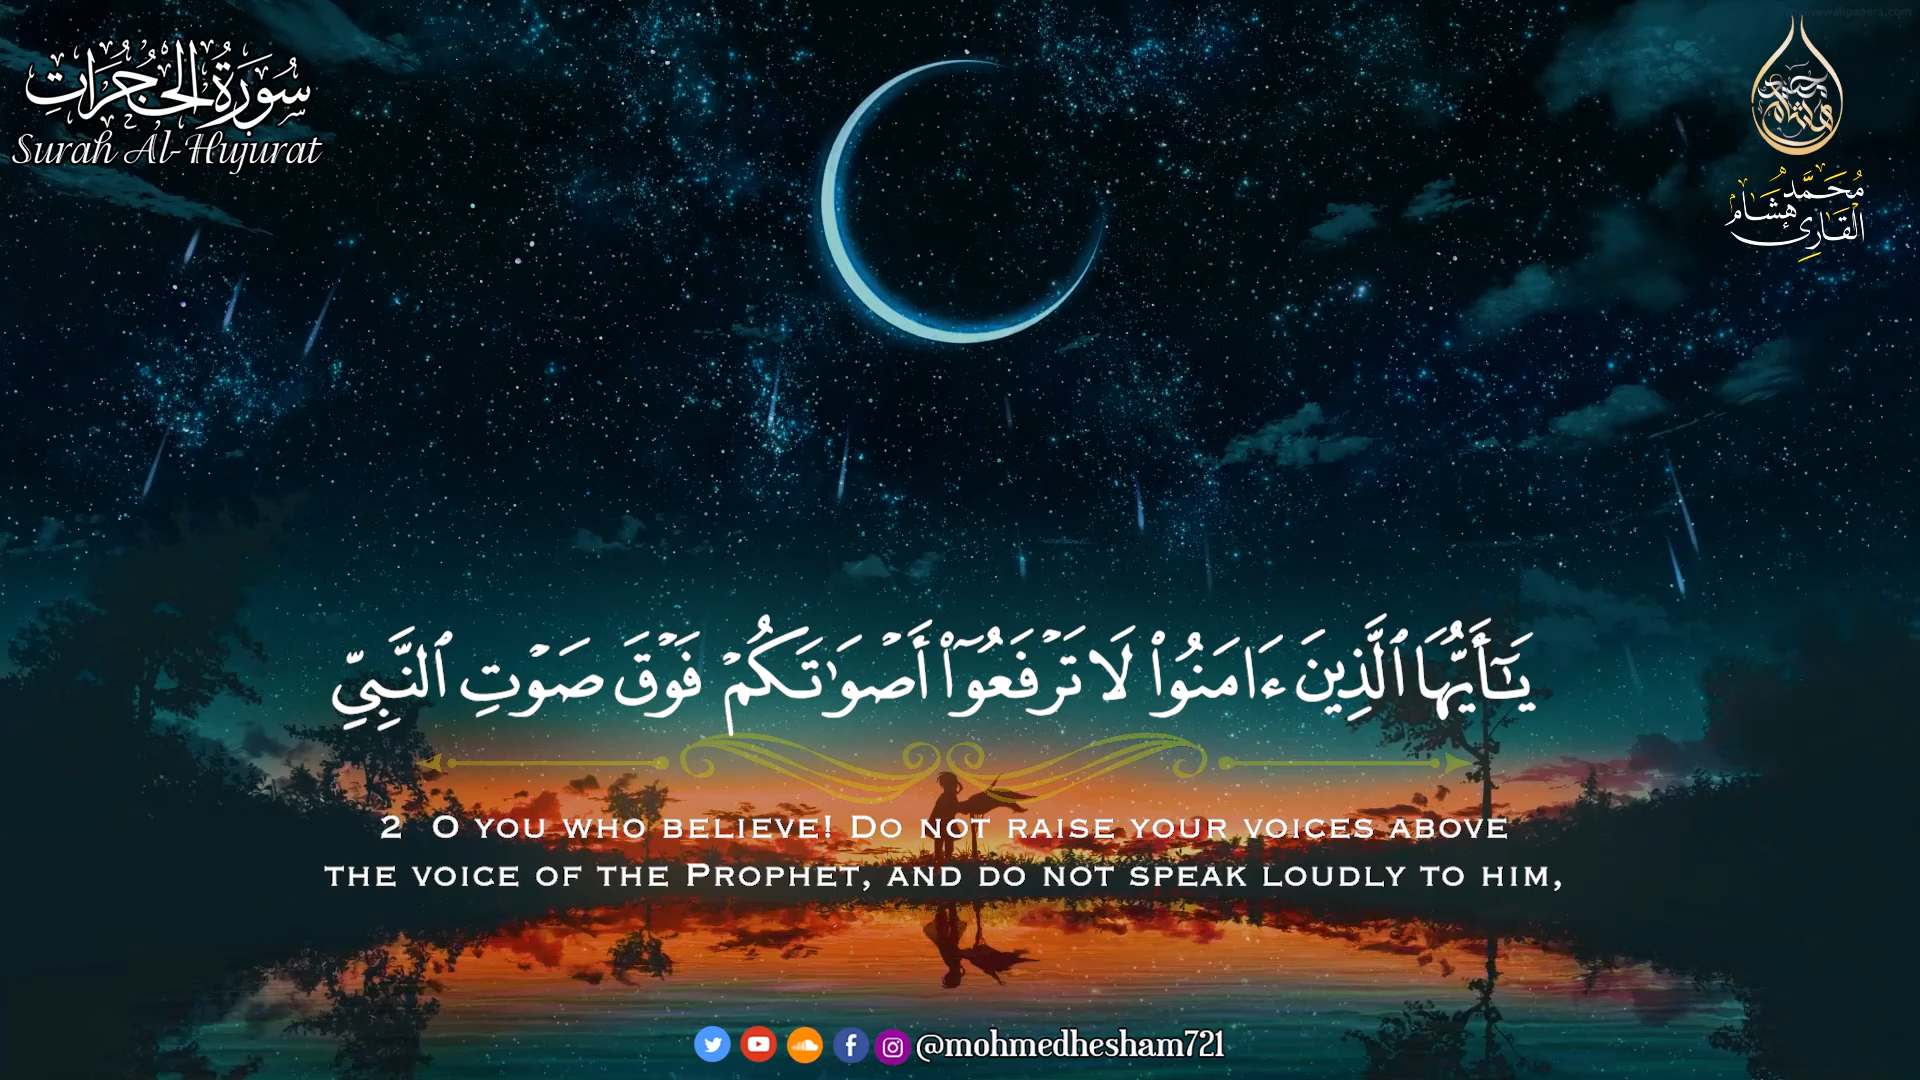 سُورَةُ الحُجُرَاتِ
Surah Al-Hujurat
مُحَمَّد هِشَام
القَارِئ
يَـٰٓأَيُّهَا ٱلَّذِينَ ءَامَنُوا۟ لَا تَرْفَعُوٓا۟ أَصْوَٰتَكُمْ فَوْقَ صَوْتِ ٱلنَّبِىِّ
2 O you who believe! Do not raise your voices above
the voice of the Prophet, and do not speak loudly to him,
@mohmedhesham721